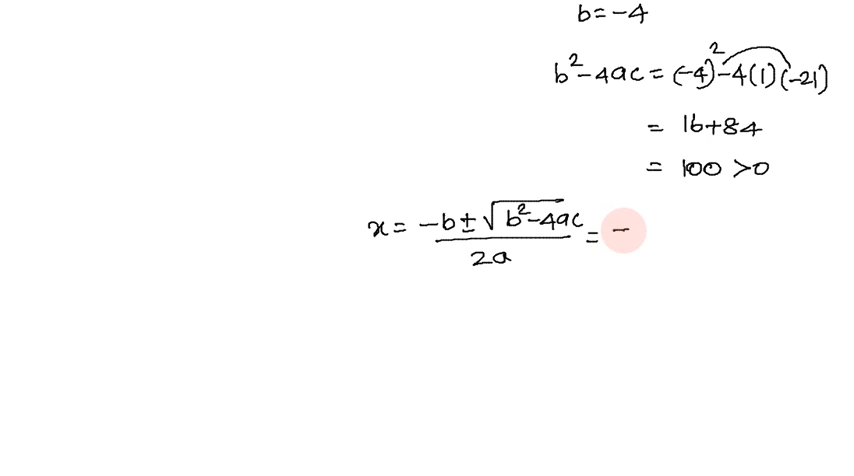 b = -4
b² - 4ac = (-4)² - 4(1)(-21)
= 16 + 84
= 100 > 0
x = -b ± √b² - 4ac / 2a = -